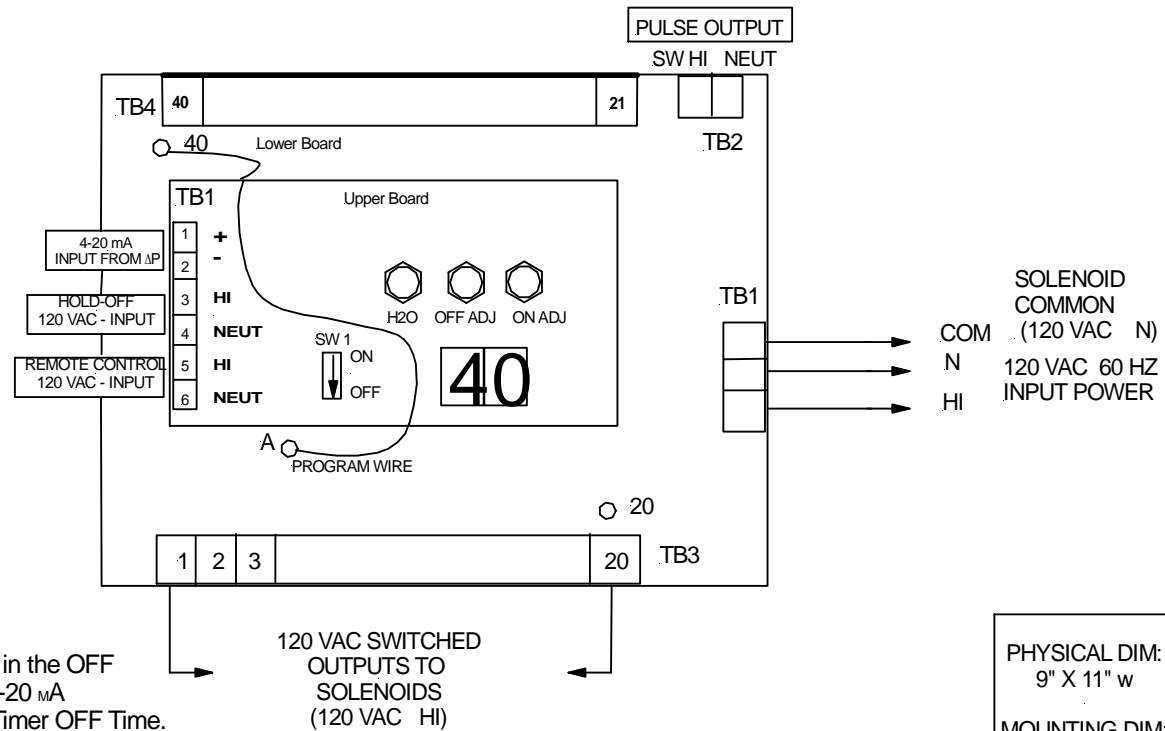 PULSE OUTPUT
SW HI NEUT
TB4 40 21
TB2
40 Lower Board
TB1 Upper Board
1 +
2 -
3 HI
4 NEUT
5 HI
6 NEUT
4-20 mA
INPUT FROM ΔP
HOLD-OFF
120 VAC - INPUT
REMOTE CONTROL
120 VAC - INPUT
H2O OFF ADJ ON ADJ
SW 1
ON
OFF
40
TB1
COM
N
HI
SOLENOID
COMMON
(120 VAC N)
120 VAC 60 HZ
INPUT POWER
A
PROGRAM WIRE
20
1 2 3 20 TB3
120 VAC SWITCHED
OUTPUTS TO
SOLENOIDS
(120 VAC HI)
in the OFF
-20 MA
Timer OFF Time.
PHYSICAL DIM:
9" X 11" w
MOUNTING DIM: